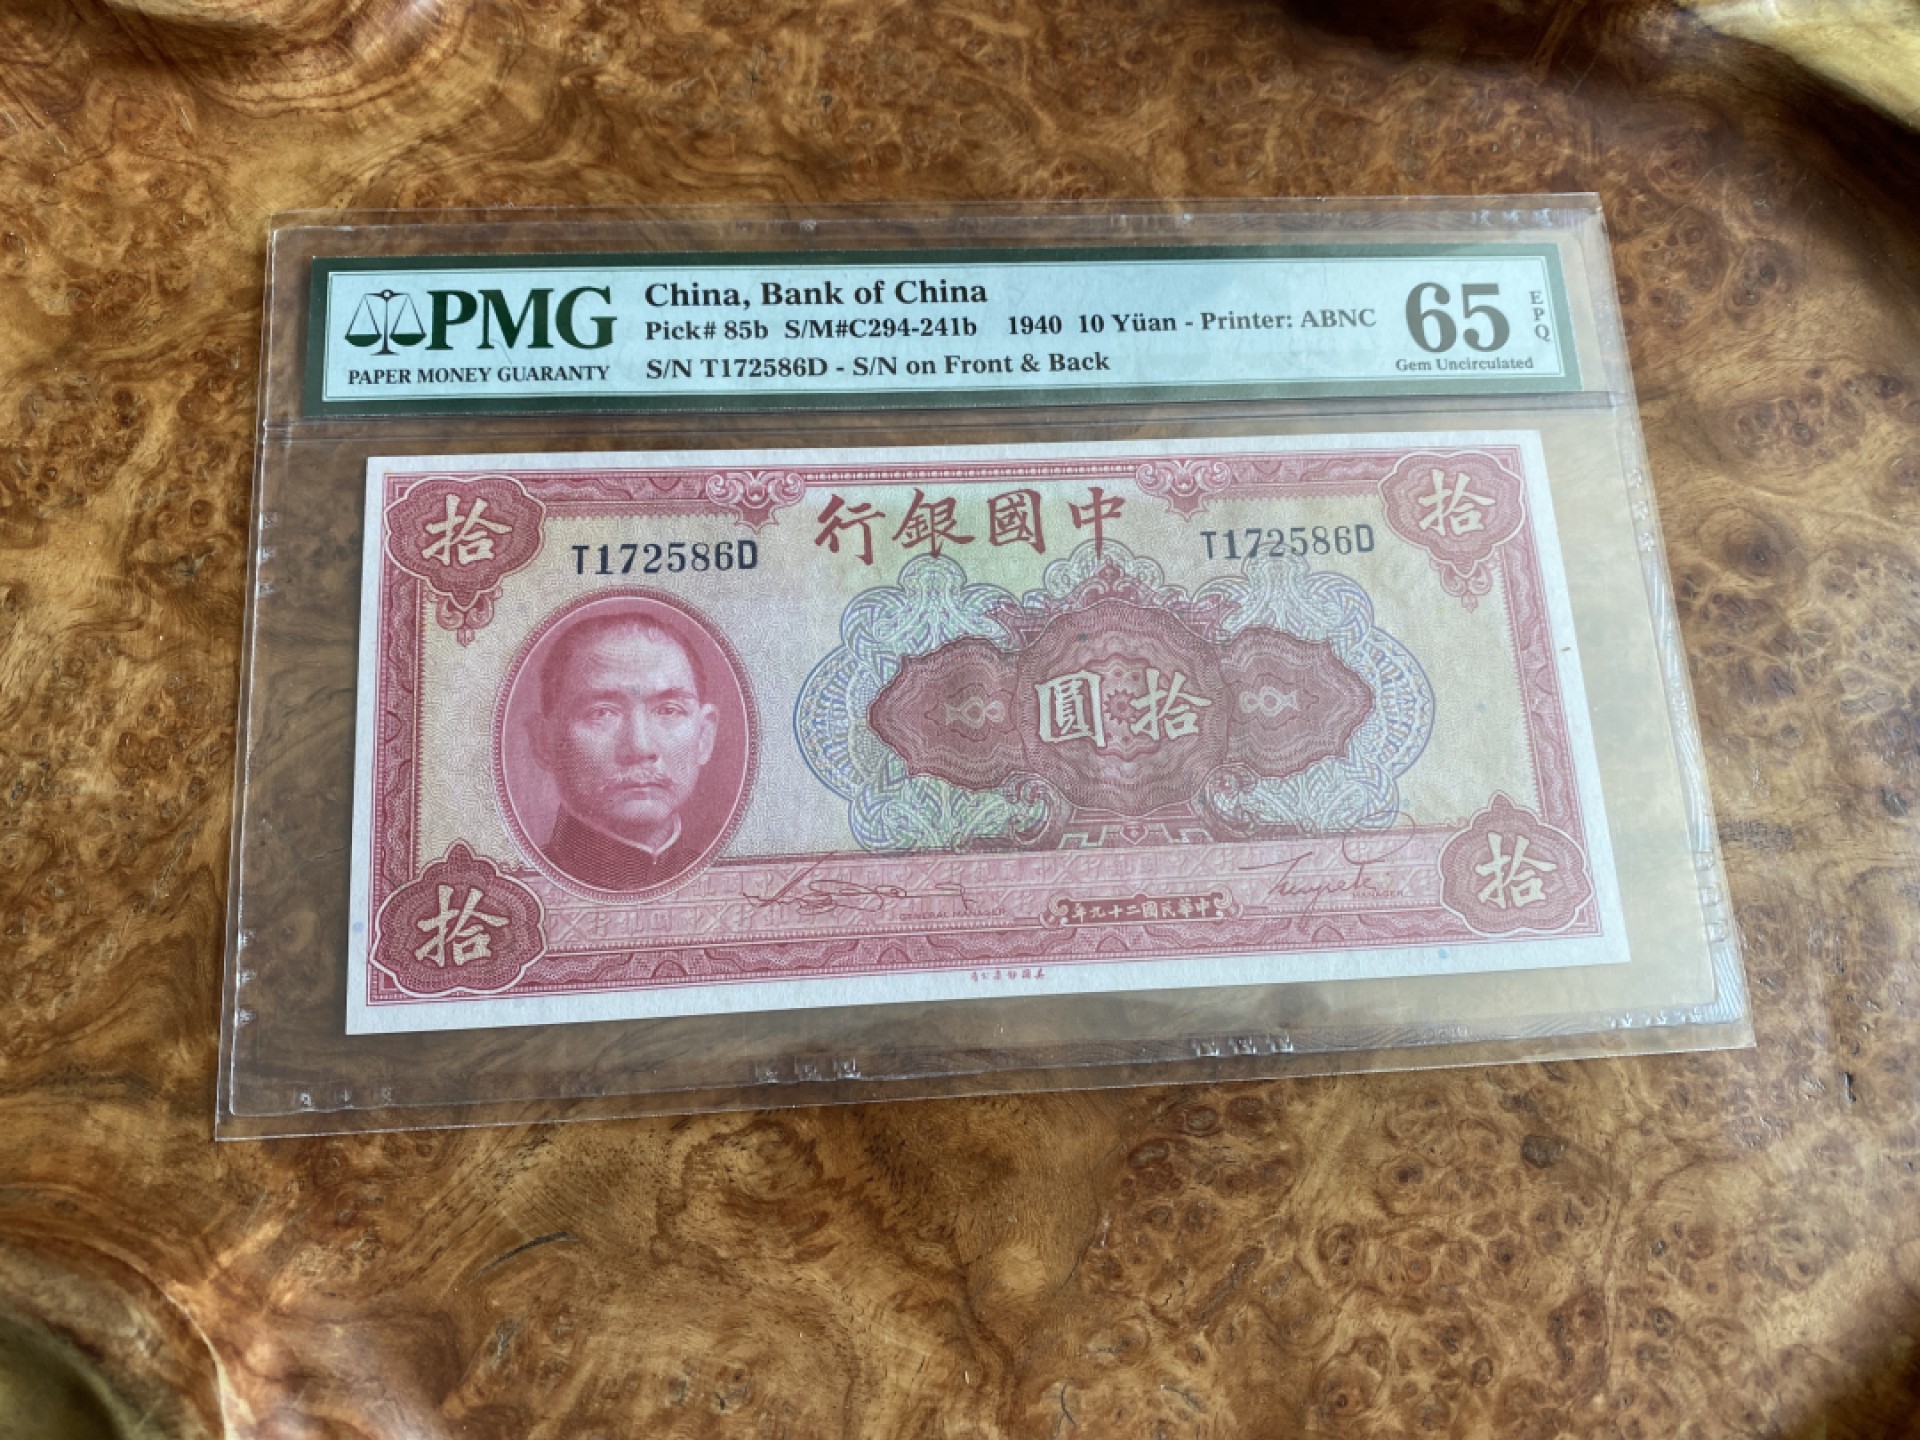 PMG
PAPER MONEY GUARANTY
China, Bank of China
Pick# 85b S/M#C294-241b 1940 10 Yüan - Printer: ABNC
S/N T172586D - S/N on Front & Back
65
EPQ
Gem Uncirculated
拾
行銀國中
拾
T172586D
T172586D
圓拾
GENERAL MANAGER
年九十二國民華中
MANAGER
拾
拾